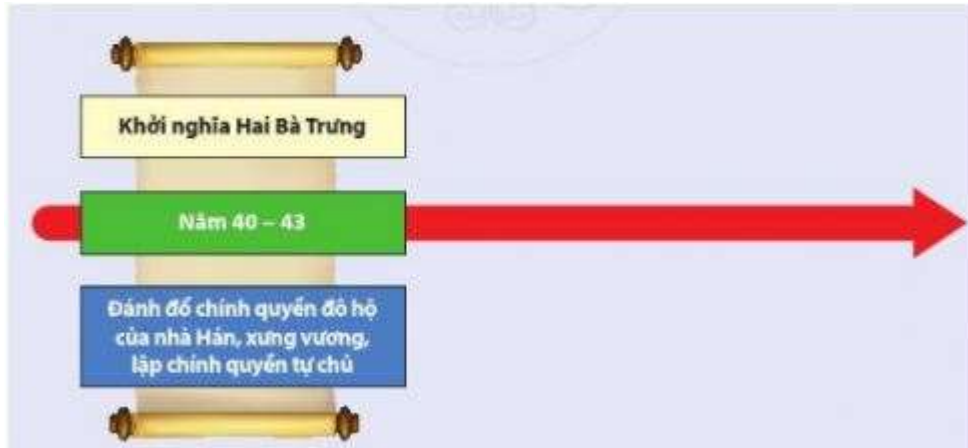 Khởi nghĩa Hai Bà Trưng
Năm 40 – 43
Đánh đổ chính quyền đô hộ
của nhà Hán, xưng vương,
lập chính quyền tự chủ